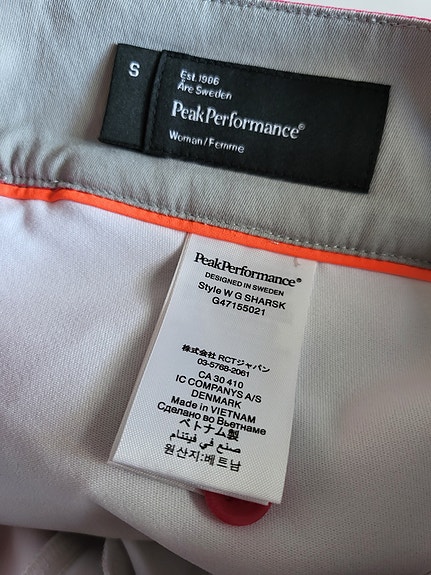 S
Est.1986
Åre Sweden
PeakPerformance®
Woman/Femme
PeakPerformance®
DESIGNED IN SWEDEN
Style W G SHARSK
G47155021
株式会社 RCTジャパン
03-5768-2061
CA 30 410
IC COMPANYS A/S
DENMARK
Made in VIETNAM
Сделано во Вьетнаме
ベトナム製
صنع في فيتنام
원산지:베트남